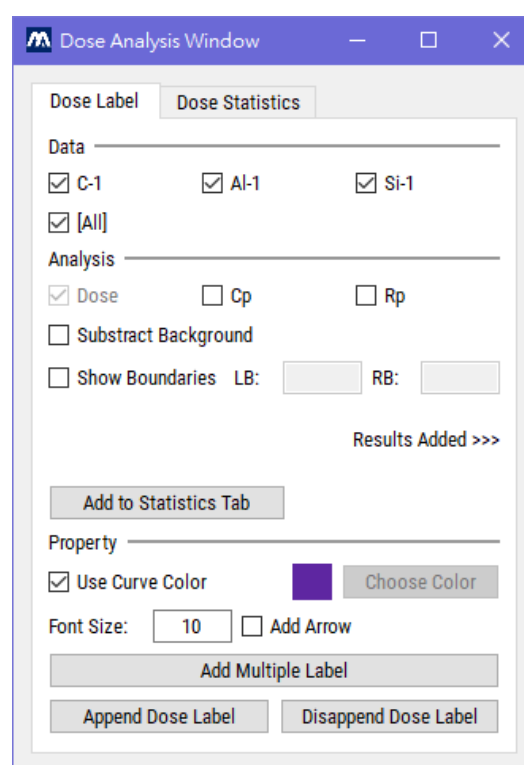 Dose Analysis Window
Dose Label Dose Statistics
Data
C-1 Al-1 Si-1
[All]
Analysis
Dose Cp Rp
Substract Background
Show Boundaries LB: RB:
Results Added >>>
Add to Statistics Tab
Property
Use Curve Color Choose Color
Font Size: 10 Add Arrow
Add Multiple Label
Append Dose Label Disappend Dose Label